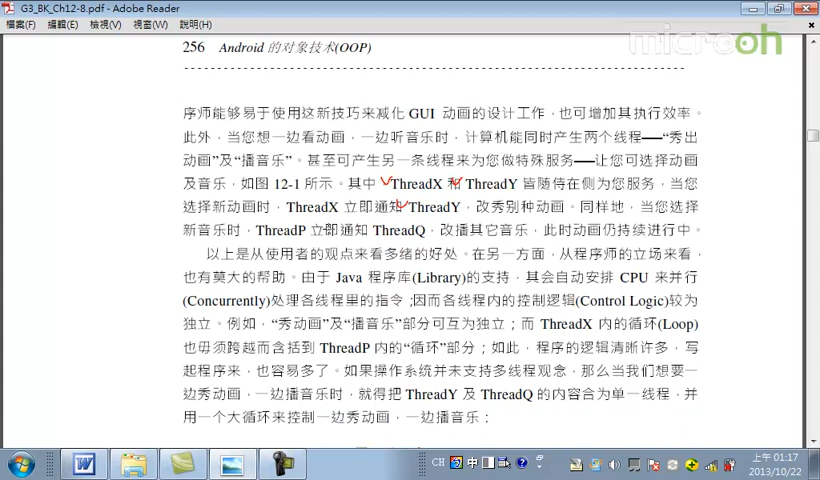 G3_BK_Ch12-8.pdf - Adobe Reader
檔案(F) 編輯(E) 檢視(V) 視窗(W) 說明(H)
microoh
256 Android 的对象技术(OOP)
序师能够易于使用这新技巧来减化 GUI 动画的设计工作，也可增加其执行效率。
此外，当您想一边看动画，一边听音乐时，计算机能同时产生两个线程──“秀出
动画”及“播音乐”。甚至可产生另一条线程来为您做特殊服务──让您可选择动画
及音乐，如图 12-1 所示。其中 ThreadX 和 ThreadY 皆随侍在侧为您服务，当您
选择新动画时，ThreadX 立即通知 ThreadY，改秀别种动画。同样地，当您选择
新音乐时，ThreadP 立即通知 ThreadQ，改播其它音乐，此时动画仍持续进行中。
以上是从使用者的观点来看多绪的好处。在另一方面，从程序师的立场来看，
也有莫大的帮助。由于 Java 程序库(Library)的支持，其会自动安排 CPU 来并行
(Concurrently)处理各线程里的指令；因而各线程内的控制逻辑(Control Logic)较为
独立。例如，“秀动画”及“播音乐”部分可互为独立；而 ThreadX 内的循环(Loop)
也毋须跨越而含括到 ThreadP 内的“循环”部分；如此，程序的逻辑清晰许多，写
起程序来，也容易多了。如果操作系统并未支持多线程观念，那么当我们想要一
边秀动画，一边播音乐时，就得把 ThreadY 及 ThreadQ 的内容含为单一线程，并
用一个大循环来控制一边秀动画，一边播音乐：
CH 中
上午 01:17
2013/10/22